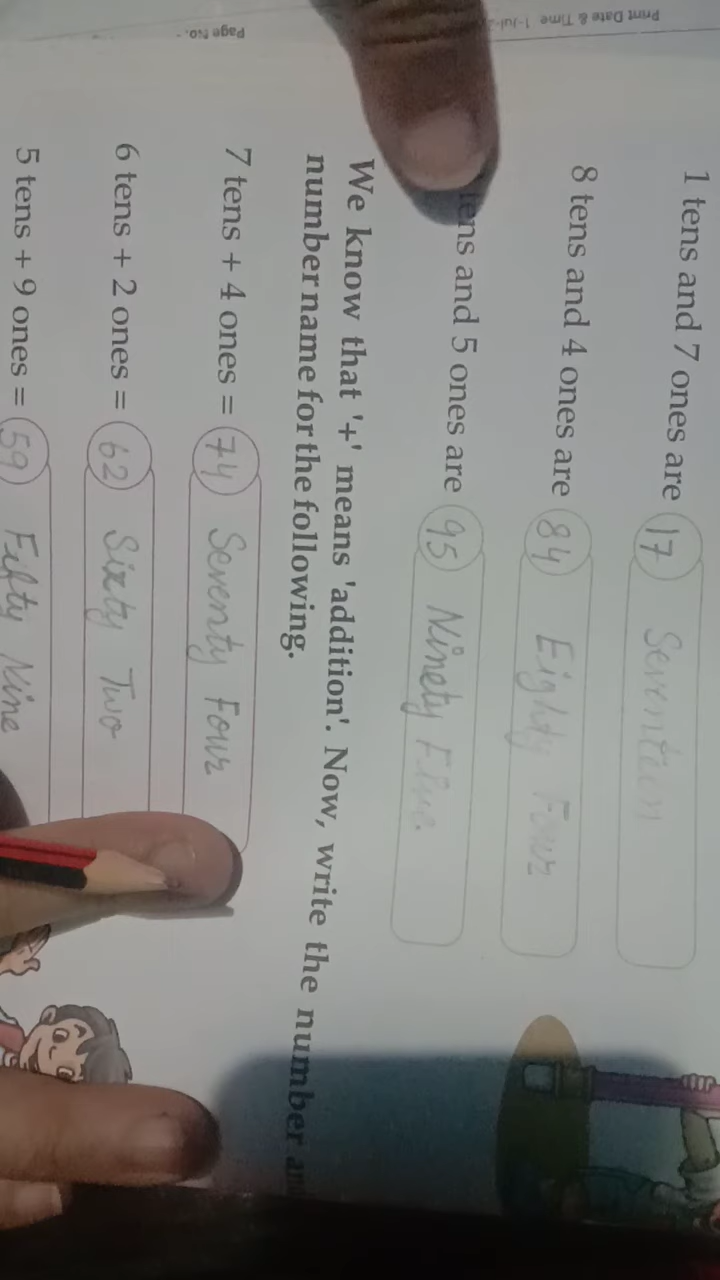 Print Date & Time 1-Jul-
Page No. -
1 tens and 7 ones are 17 Seventeen
8 tens and 4 ones are 84 Eighty Four
tens and 5 ones are 95 Ninety Five
We know that '+' means 'addition'. Now, write the number an
number name for the following.
7 tens + 4 ones = 74 Seventy Four
6 tens + 2 ones = 62 Sixty Two
5 tens + 9 ones = 59 Fifty Nine